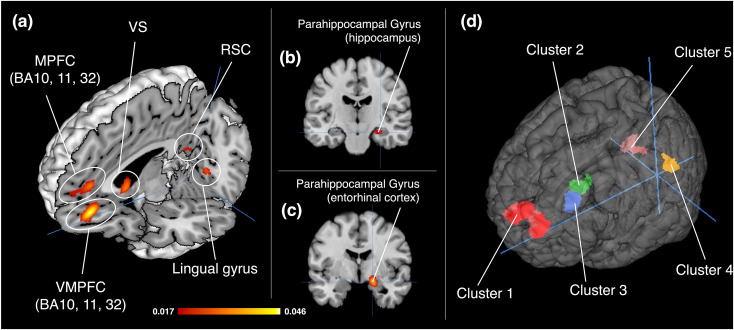 (a)
VS
MPFC
(BA10, 11, 32)
RSC
VMPFC
(BA10, 11, 32)
Lingual gyrus
0.017
0.046
Parahippocampal Gyrus
(hippocampus)
(b)
Parahippocampal Gyrus
(entorhinal cortex)
(c)
(d)
Cluster 2
Cluster 5
Cluster 1
Cluster 3
Cluster 4